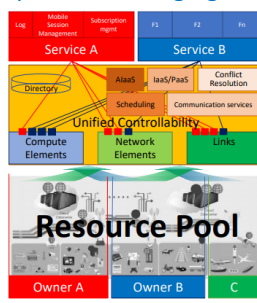 Log
Mobile
Session
Management
Subscription
mgmt
F1
F2
Fn
Service A
Service B
AIaaS
IaaS/PaaS
Conflict
Resolution
Directory
Scheduling
Communication services
Unified Controllability
Compute
Elements
Network
Elements
Links
Resource Pool
Owner A
Owner B
C